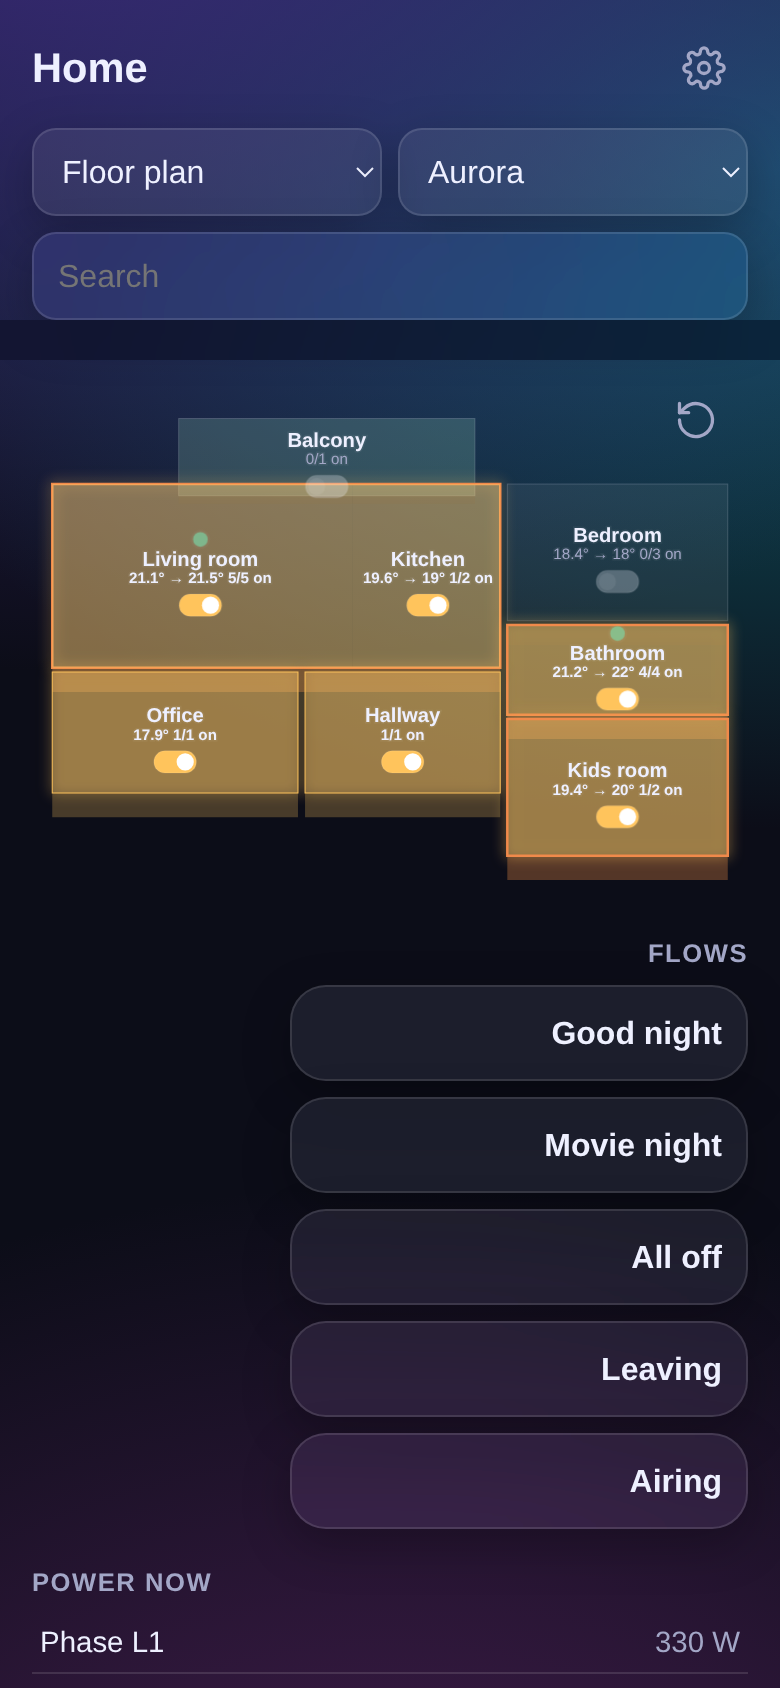 Home
Floor plan
Aurora
Search
Balcony
0/1 on
Living room
21.1° → 21.5° 5/5 on
Kitchen
19.6° → 19° 1/2 on
Bedroom
18.4° → 18° 0/3 on
Bathroom
21.2° → 22° 4/4 on
Office
17.9° 1/1 on
Hallway
1/1 on
Kids room
19.4° → 20° 1/2 on
FLOWS
Good night
Movie night
All off
Leaving
Airing
POWER NOW
Phase L1 330 W